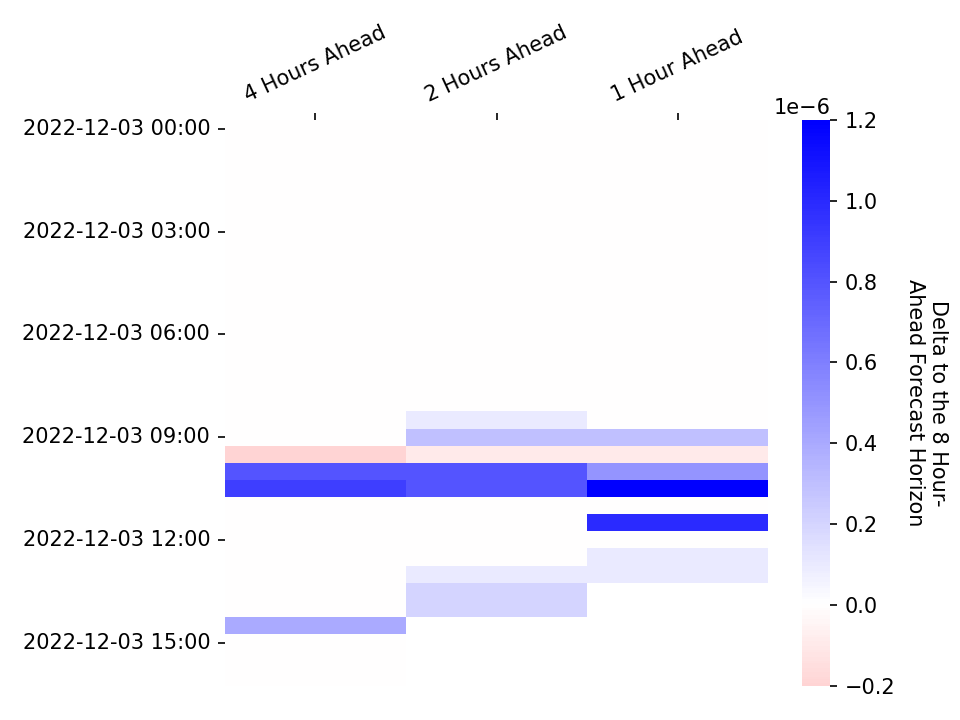 4 Hours Ahead
2 Hours Ahead
1 Hour Ahead
2022-12-03 00:00
2022-12-03 03:00
2022-12-03 06:00
2022-12-03 09:00
2022-12-03 12:00
2022-12-03 15:00
1e−6
1.2
1.0
0.8
0.6
0.4
0.2
0.0
−0.2
Delta to the 8 Hour-
Ahead Forecast Horizon